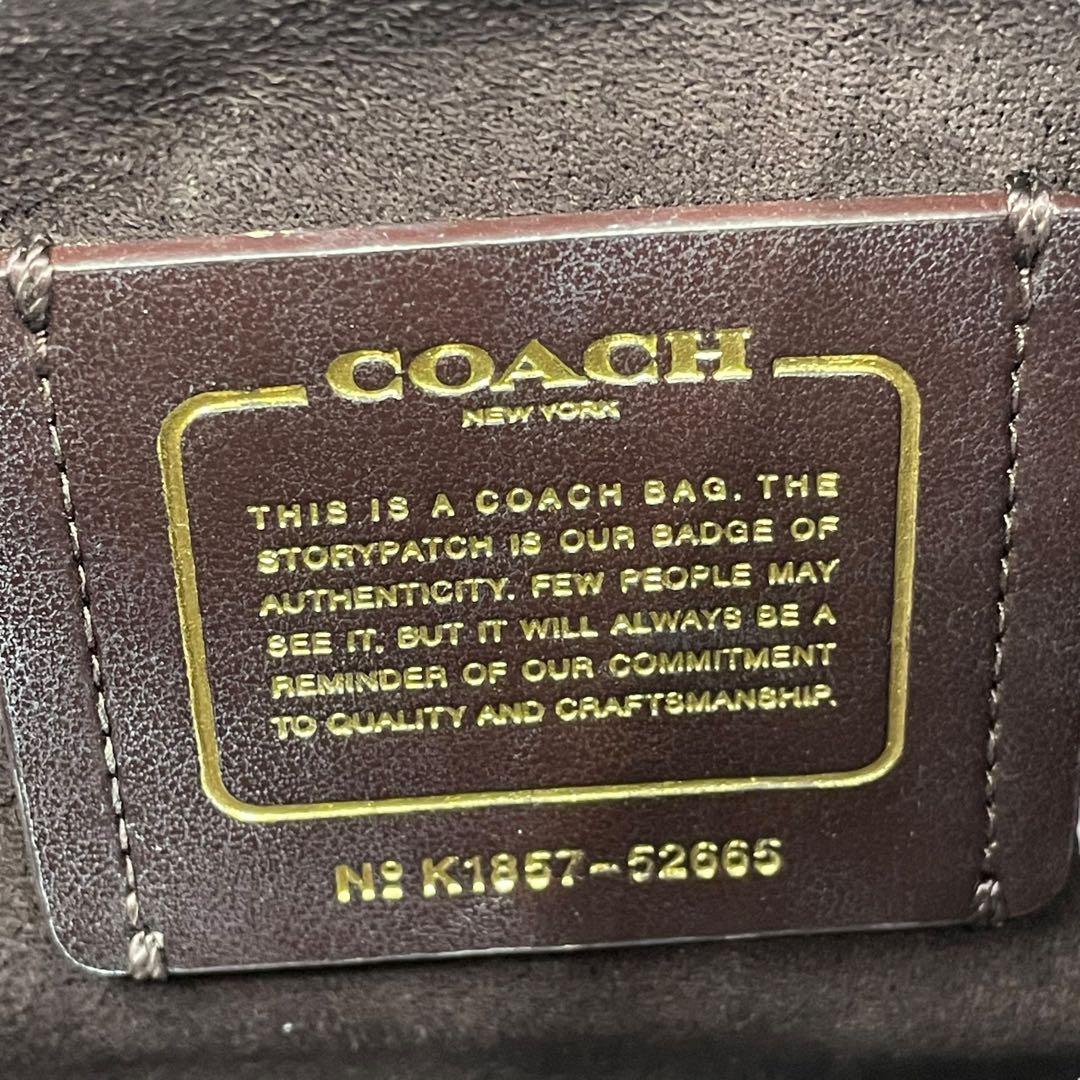 COACH
NEW YORK
THIS IS A COACH BAG. THE
STORYPATCH IS OUR BADGE OF
AUTHENTICITY. FEW PEOPLE MAY
SEE IT, BUT IT WILL ALWAYS BE A
REMINDER OF OUR COMMITMENT
TO QUALITY AND CRAFTSMANSHIP.
Nº K1857-52665